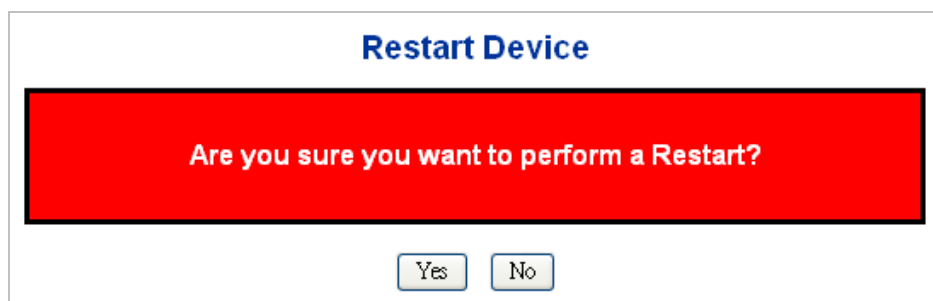 Restart Device
Are you sure you want to perform a Restart?
Yes No